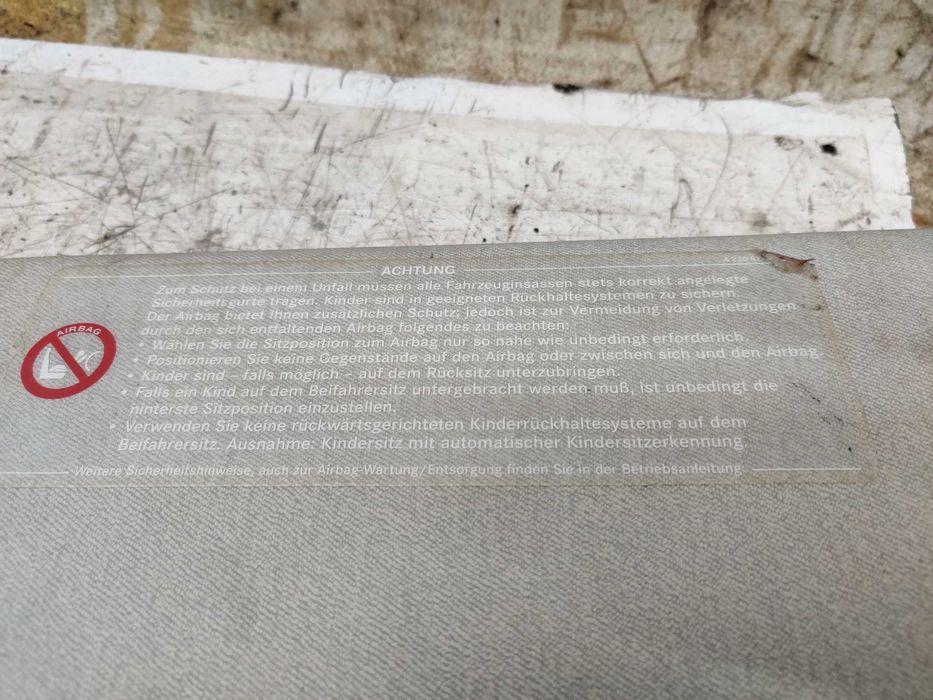 ACHTUNG
Zum Schutz bei einem Unfall müssen alle Fahrzeuginsassen stets korrekt angelegte
Sicherheitsgurte tragen. Kinder sind in geeigneten Rückhaltesystemen zu sichern.
Der Airbag bietet Ihnen zusätzlichen Schutz; jedoch ist zur Vermeidung von Verletzungen
durch den sich entfaltenden Airbag folgendes zu beachten:
• Wählen Sie die Sitzposition zum Airbag nur so nahe wie unbedingt erforderlich.
• Positionieren Sie keine Gegenstände auf den Airbag oder zwischen sich und den Airbag.
• Kinder sind – falls möglich – auf dem Rücksitz unterzubringen.
• Falls ein Kind auf dem Beifahrersitz untergebracht werden muß, ist unbedingt die
hinterste Sitzposition einzustellen.
• Verwenden Sie keine rückwärtsgerichteten Kinderrückhaltesysteme auf dem
Beifahrersitz. Ausnahme: Kindersitz mit automatischer Kindersitzerkennung.
Weitere Sicherheitshinweise, auch zur Airbag-Wartung/Entsorgung finden Sie in der Betriebsanleitung.
AIRBAG